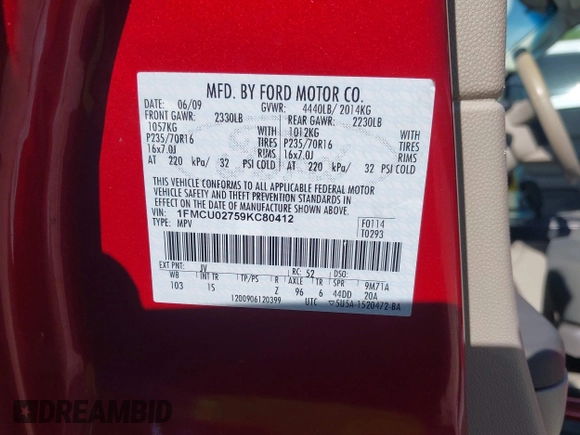 MFD. BY FORD MOTOR CO.
DATE: 06/09 GVWR: 4440LB/ 2014KG
FRONT GAWR: 2330LB REAR GAWR: 2230LB
1057KG WITH 1012KG WITH
P235/70R16 TIRES P235/70R16 TIRES
16x7.0J RIMS 16x7.0J RIMS
AT 220 kPa/ 32 PSI COLD AT 220 kPa/ 32 PSI COLD
THIS VEHICLE CONFORMS TO ALL APPLICABLE FEDERAL MOTOR
VEHICLE SAFETY AND THEFT PREVENTION STANDARDS IN
EFFECT ON THE DATE OF MANUFACTURE SHOWN ABOVE.
VIN: 1FMCU02759KC80412
TYPE: MPV
F0114
T0293
EXT PNT: JV RC: 52 DSO:
WB INT TR TP/PS R AXLE TR SPR 9M71A
103 15 Z 96 6 44DD 20A
1200906120399 UTC ▽5U5A-1520472-BA
DREAMBID